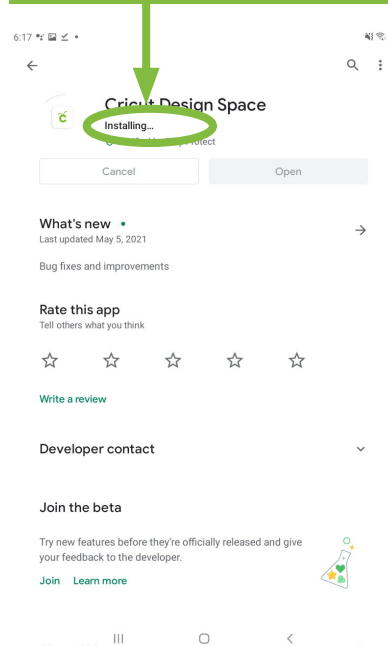 6:17
Cricut Design Space
Installing...
Protect
Cancel
Open
What's new •
Last updated May 5, 2021
Bug fixes and improvements
Rate this app
Tell others what you think
Write a review
Developer contact
Join the beta
Try new features before they're officially released and give
your feedback to the developer.
Join Learn more